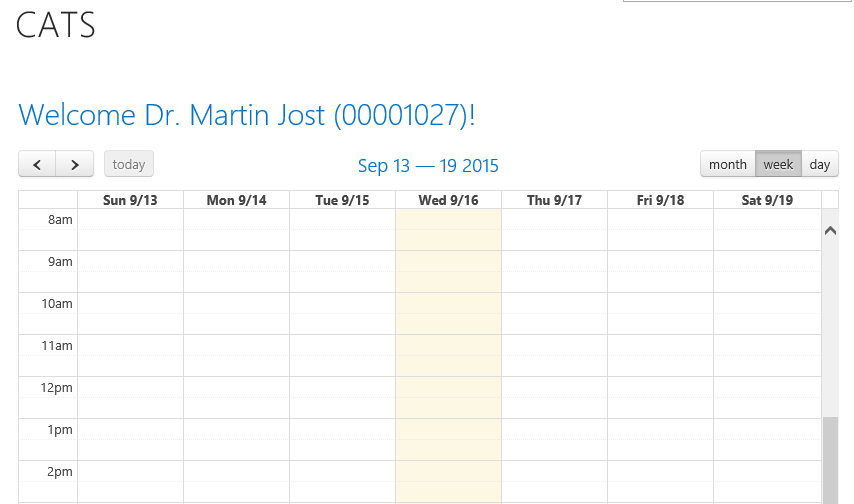 CATS
Welcome Dr. Martin Jost (00001027)!
today Sep 13 — 19 2015 month week day
Sun 9/13 Mon 9/14 Tue 9/15 Wed 9/16 Thu 9/17 Fri 9/18 Sat 9/19
8am
9am
10am
11am
12pm
1pm
2pm